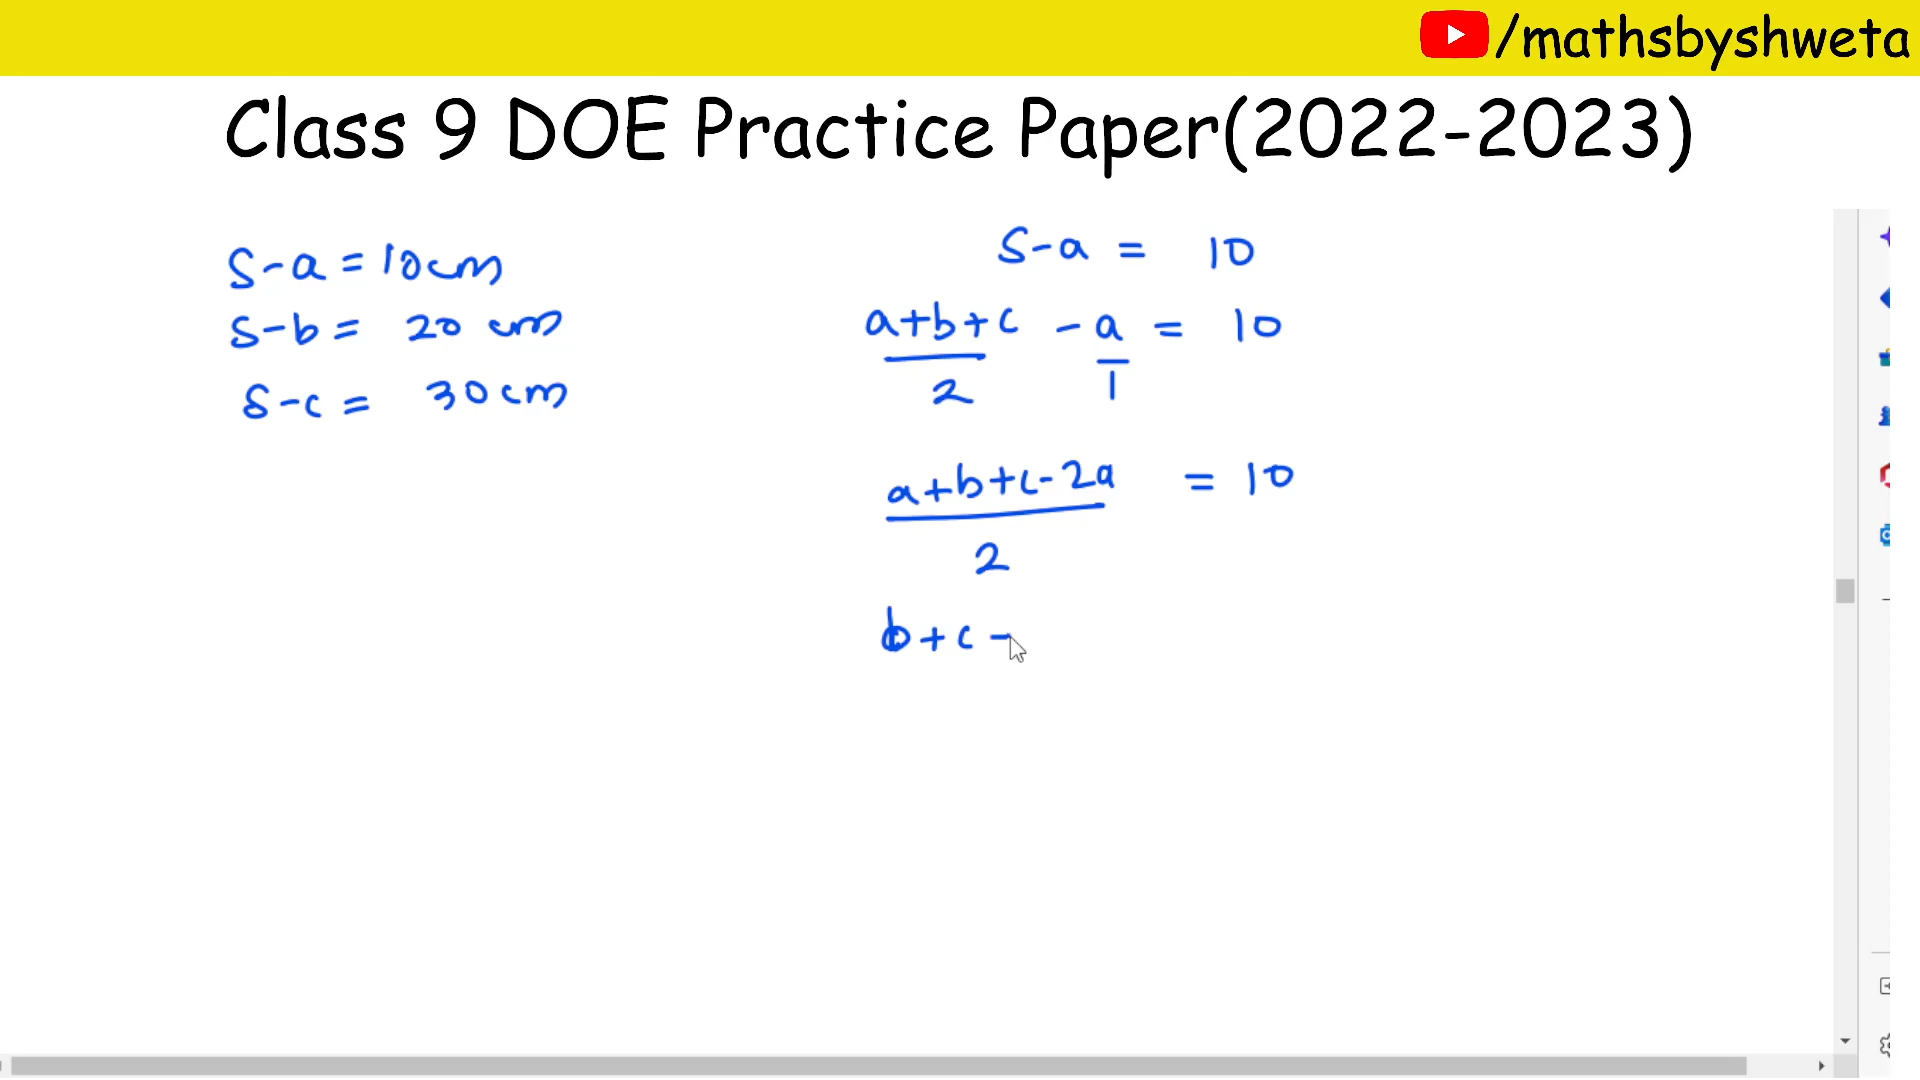 /mathsbyshweta
Class 9 DOE Practice Paper(2022-2023)
S-a = 10cm
S-b = 20 cm
S-c = 30cm
S-a = 10
a+b+c/2 - a/1 = 10
a+b+c-2a/2 = 10
b+c-